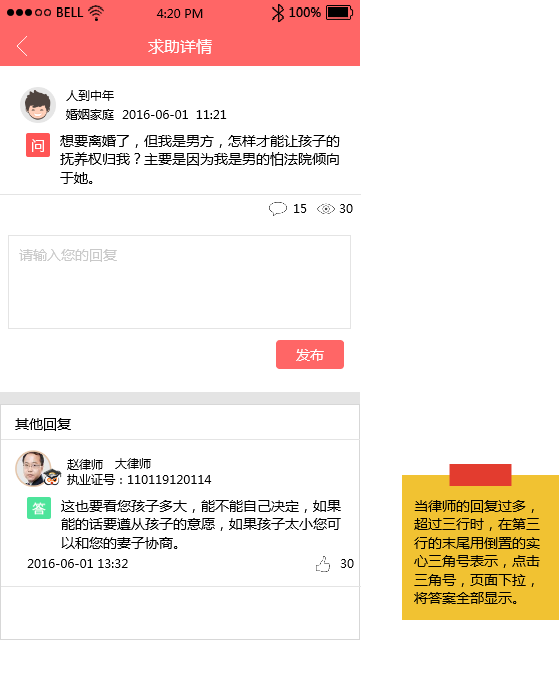 BELL 4:20 PM 100%
求助详情
人到中年
婚姻家庭 2016-06-01 11:21
问 想要离婚了，但我是男方，怎样才能让孩子的
抚养权归我？主要是因为我是男的怕法院倾向
于她。
15 30
请输入您的回复
发布
其他回复
赵律师 大律师
执业证号：110119120114
答 这也要看您孩子多大，能不能自己决定，如果
能的话要遵从孩子的意愿，如果孩子太小您可
以和您的妻子协商。
2016-06-01 13:32 30
当律师的回复过多，
超过三行时，在第三
行的末尾用倒置的实
心三角号表示，点击
三角号，页面下拉，
将答案全部显示。